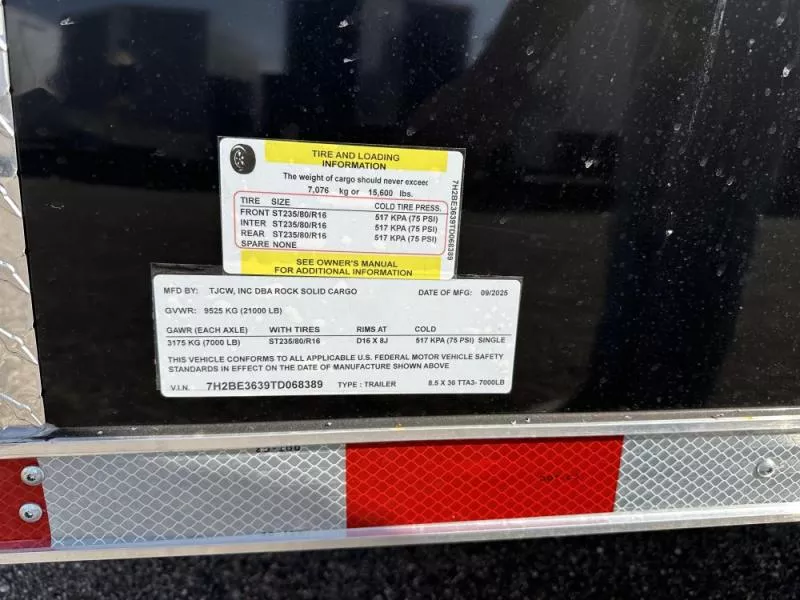 TIRE AND LOADING
INFORMATION
The weight of cargo should never exceed
7,076 kg or 15,600 lbs.
TIRE SIZE COLD TIRE PRESS.
FRONT ST235/80/R16 517 KPA (75 PSI)
INTER ST235/80/R16 517 KPA (75 PSI)
REAR ST235/80/R16 517 KPA (75 PSI)
SPARE NONE
SEE OWNER'S MANUAL
FOR ADDITIONAL INFORMATION
7H2BE3639TD068389
MFD BY: TJCW, INC DBA ROCK SOLID CARGO DATE OF MFG: 09/2025
GVWR: 9525 KG (21000 LB)
GAWR (EACH AXLE) WITH TIRES RIMS AT COLD
3175 KG (7000 LB) ST235/80/R16 D16 X 8J 517 KPA (75 PSI) SINGLE
THIS VEHICLE CONFORMS TO ALL APPLICABLE U.S. FEDERAL MOTOR VEHICLE SAFETY
STANDARDS IN EFFECT ON THE DATE OF MANUFACTURE SHOWN ABOVE
V.I.N. 7H2BE3639TD068389 TYPE : TRAILER 8.5 X 36 TTA3- 7000LB